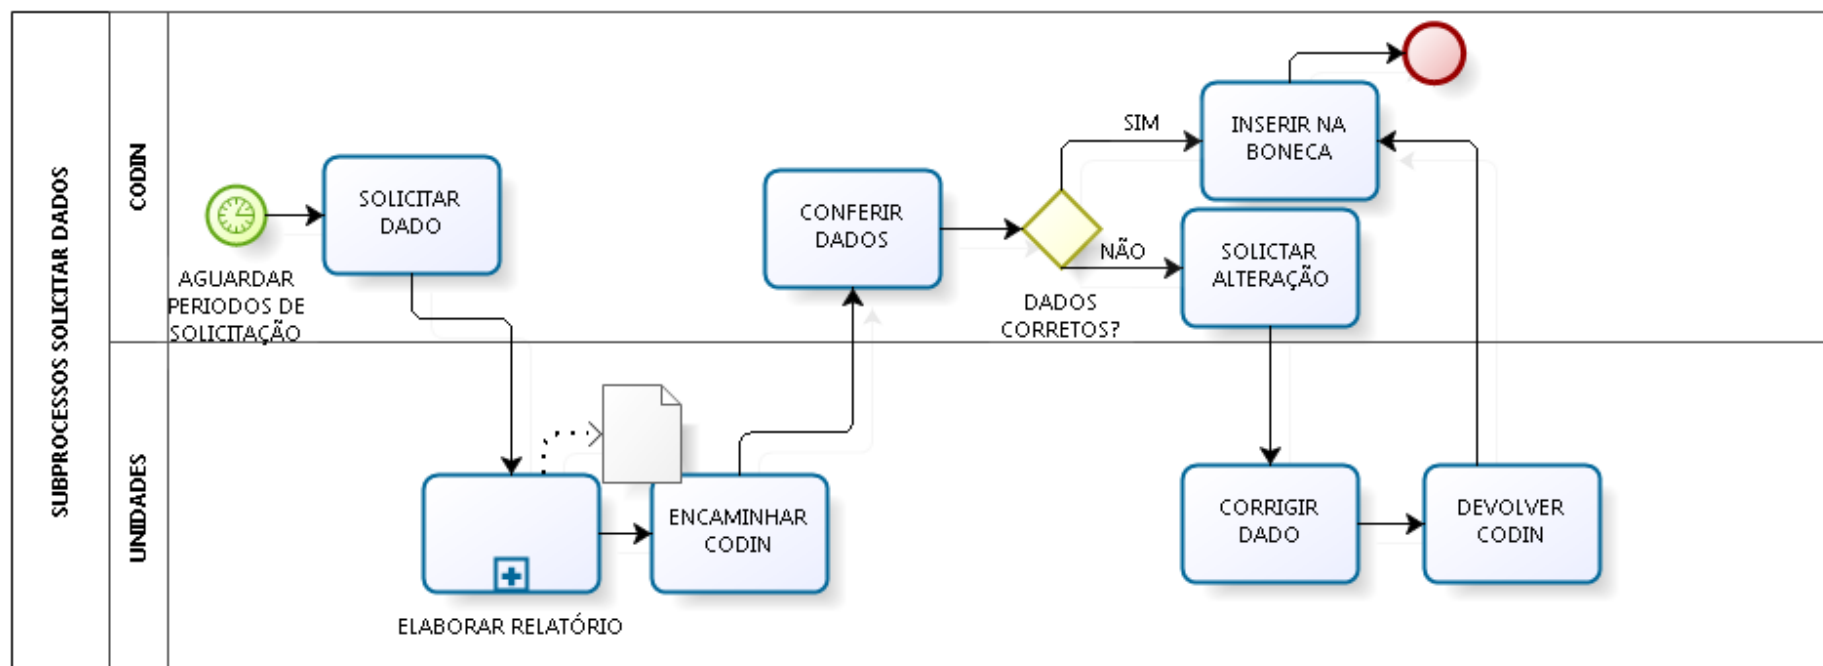 SUBPROCESSOS SOLICITAR DADOS
CODIN
AGUARDAR
PERIODOS DE
SOLICITAÇÃO
SOLICITAR
DADO
CONFERIR
DADOS
DADOS
CORRETOS?
SIM
NÃO
INSERIR NA
BONECA
SOLICTAR
ALTERAÇÃO
UNIDADES
ELABORAR RELATÓRIO
ENCAMINHAR
CODIN
CORRIGIR
DADO
DEVOLVER
CODIN